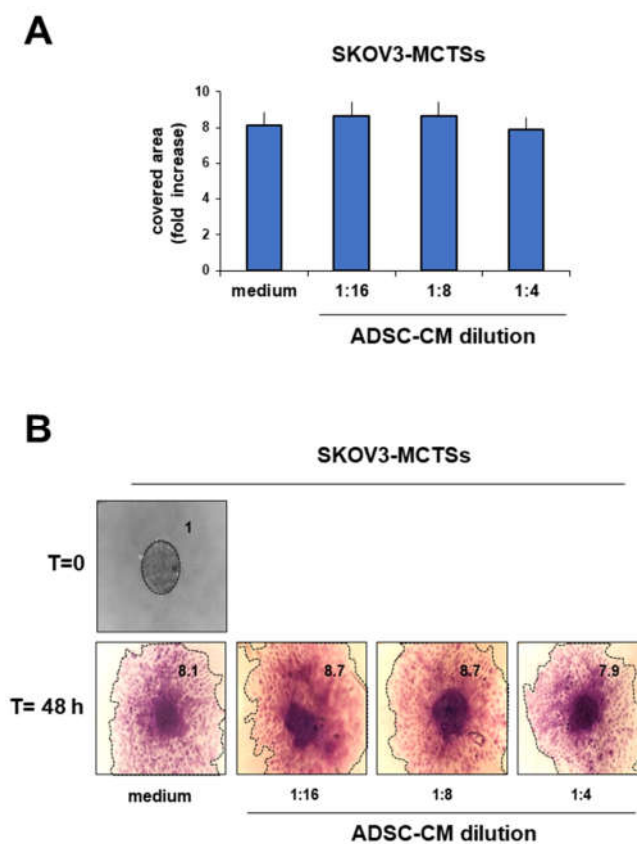 A
SKOV3-MCTSs
covered area
(fold increase)
10
8
6
4
2
0
medium 1:16 1:8 1:4
ADSC-CM dilution
B
SKOV3-MCTSs
T=0
1
T= 48 h
8.1 8.7 8.7 7.9
medium 1:16 1:8 1:4
ADSC-CM dilution